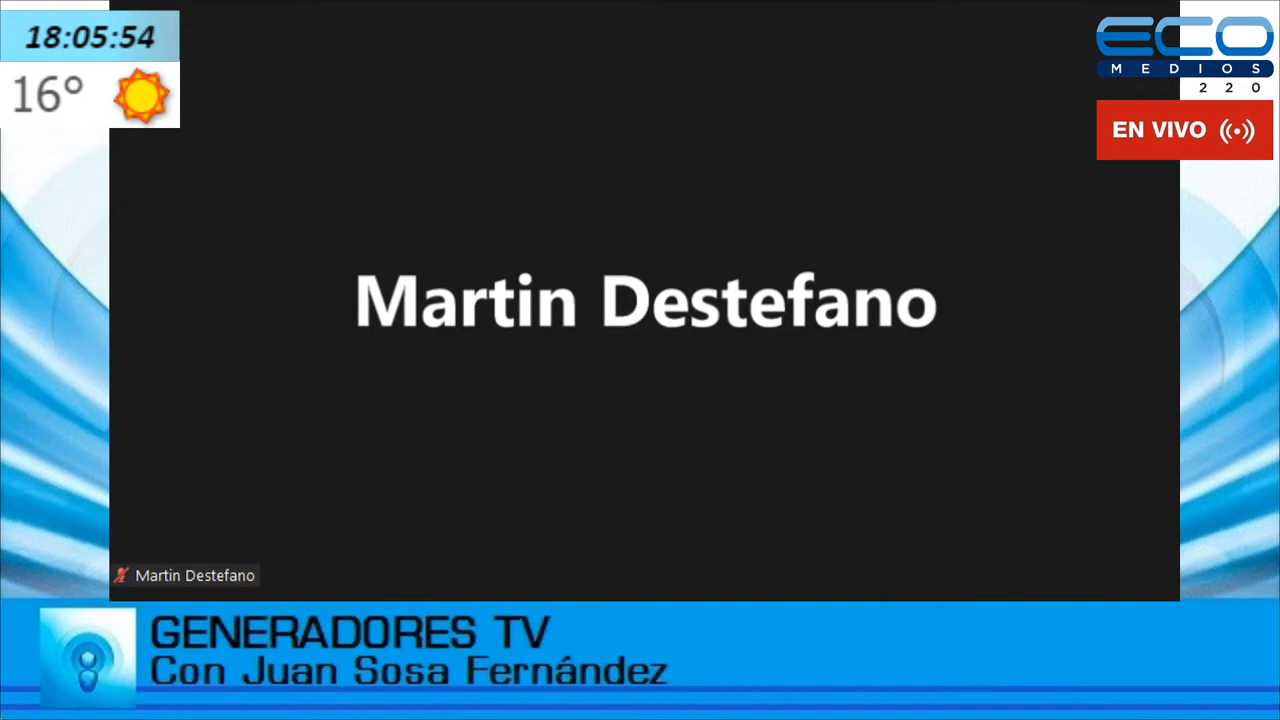 18:05:54
16°
ECO
MEDIOS
220
EN VIVO
Martin Destefano
Martin Destefano
GENERADORES TV
Con Juan Sosa Fernández